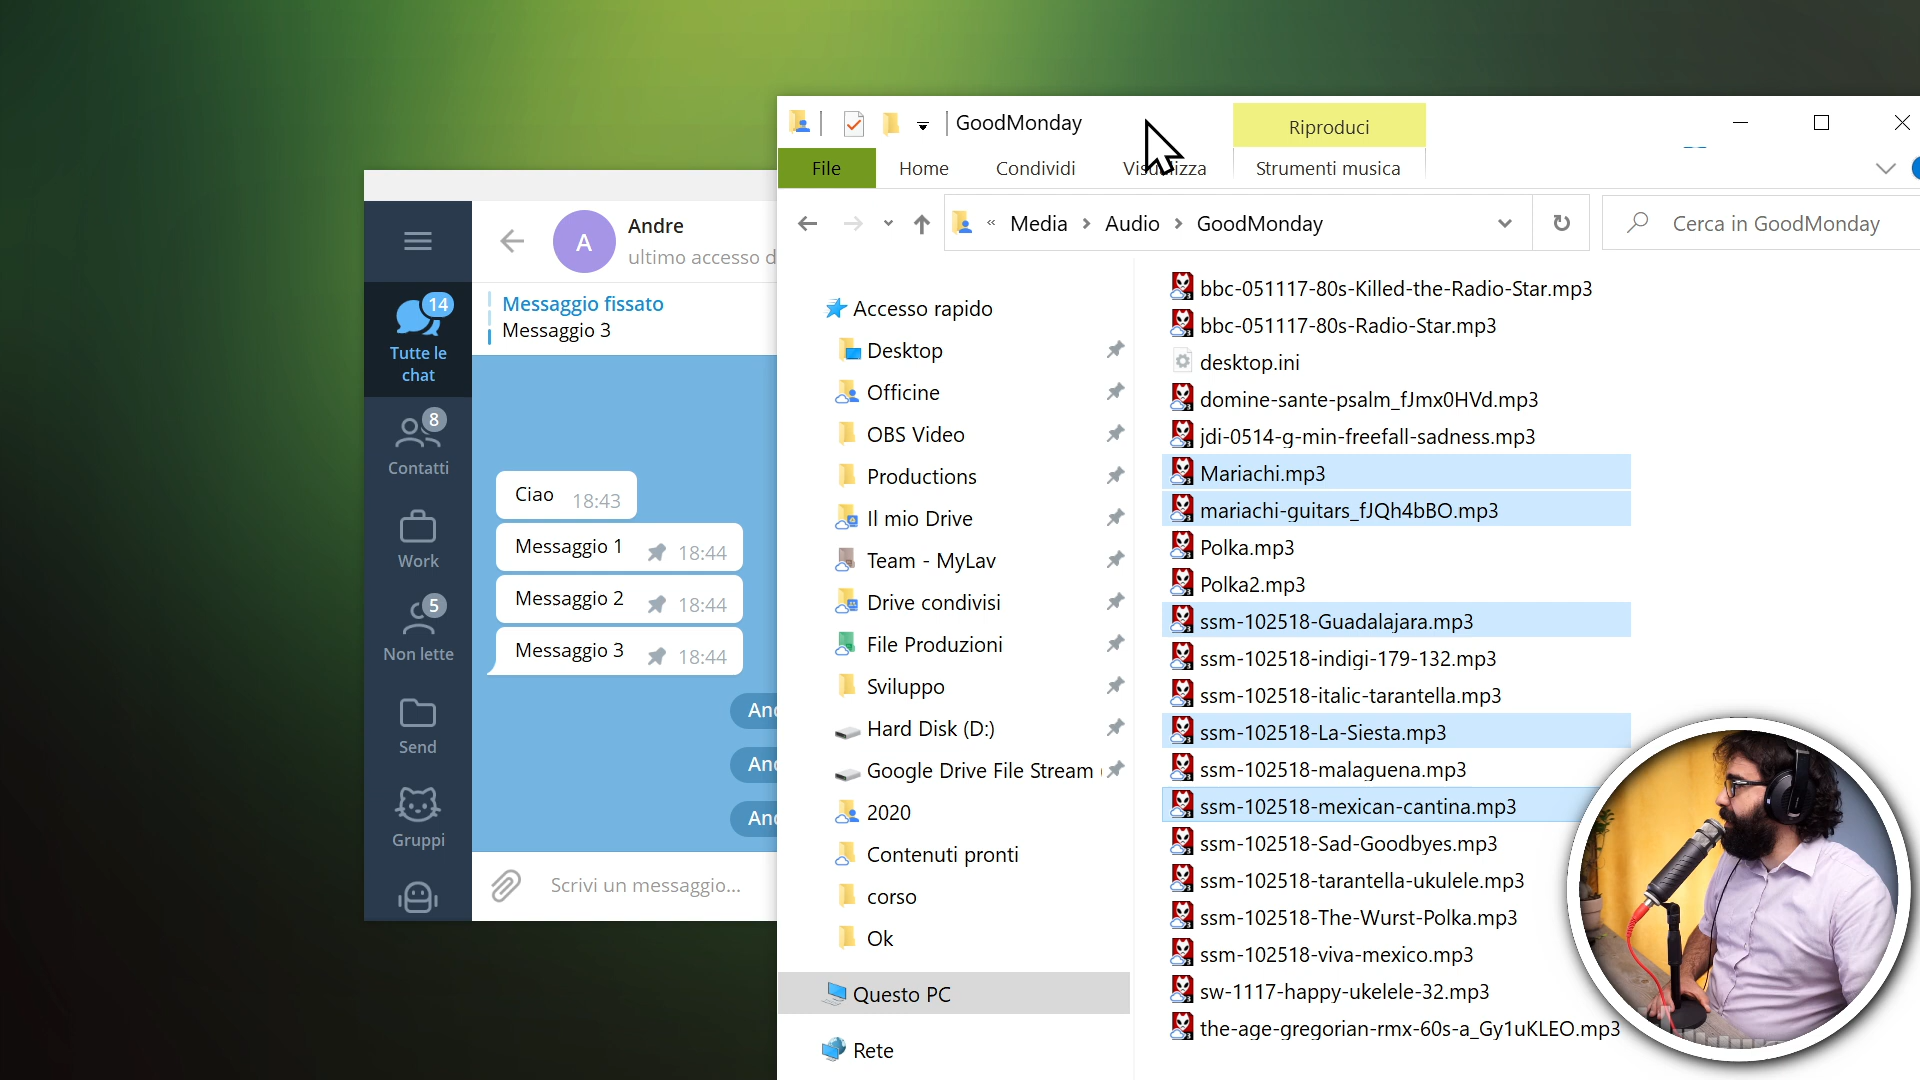 GoodMonday
Riproduci
File
Home
Condividi
Visualizza
Strumenti musica
« Media > Audio > GoodMonday
Cerca in GoodMonday
A
Andre
ultimo accesso d
Messaggio fissato
Messaggio 3
14
Tutte le
chat
8
Contatti
Work
5
Non lette
Send
Gruppi
Ciao 18:43
Messaggio 1 18:44
Messaggio 2 18:44
Messaggio 3 18:44
And
And
And
Scrivi un messaggio...
Accesso rapido
Desktop
Officine
OBS Video
Productions
Il mio Drive
Team - MyLav
Drive condivisi
File Produzioni
Sviluppo
Hard Disk (D:)
Google Drive File Stream (
2020
Contenuti pronti
corso
Ok
Questo PC
Rete
bbc-051117-80s-Killed-the-Radio-Star.mp3
bbc-051117-80s-Radio-Star.mp3
desktop.ini
domine-sante-psalm_fJmx0HVd.mp3
jdi-0514-g-min-freefall-sadness.mp3
Mariachi.mp3
mariachi-guitars_fJQh4bBO.mp3
Polka.mp3
Polka2.mp3
ssm-102518-Guadalajara.mp3
ssm-102518-indigi-179-132.mp3
ssm-102518-italic-tarantella.mp3
ssm-102518-La-Siesta.mp3
ssm-102518-malaguena.mp3
ssm-102518-mexican-cantina.mp3
ssm-102518-Sad-Goodbyes.mp3
ssm-102518-tarantella-ukulele.mp3
ssm-102518-The-Wurst-Polka.mp3
ssm-102518-viva-mexico.mp3
sw-1117-happy-ukelele-32.mp3
the-age-gregorian-rmx-60s-a_Gy1uKLEO.mp3